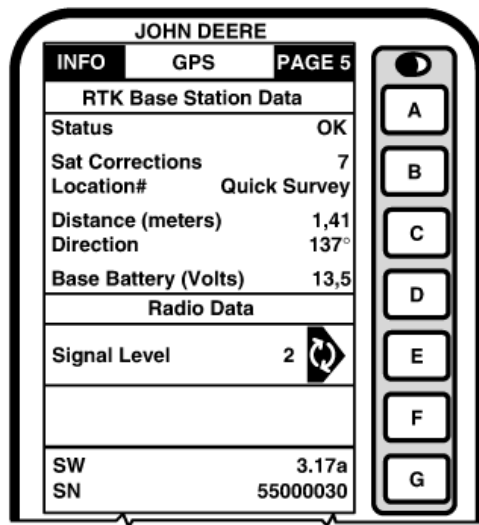 JOHN DEERE
INFO GPS PAGE 5
RTK Base Station Data
Status OK
Sat Corrections 7
Location# Quick Survey
Distance (meters) 1,41
Direction 137°
Base Battery (Volts) 13,5
Radio Data
Signal Level 2
SW 3.17a
SN 55000030
A
B
C
D
E
F
G